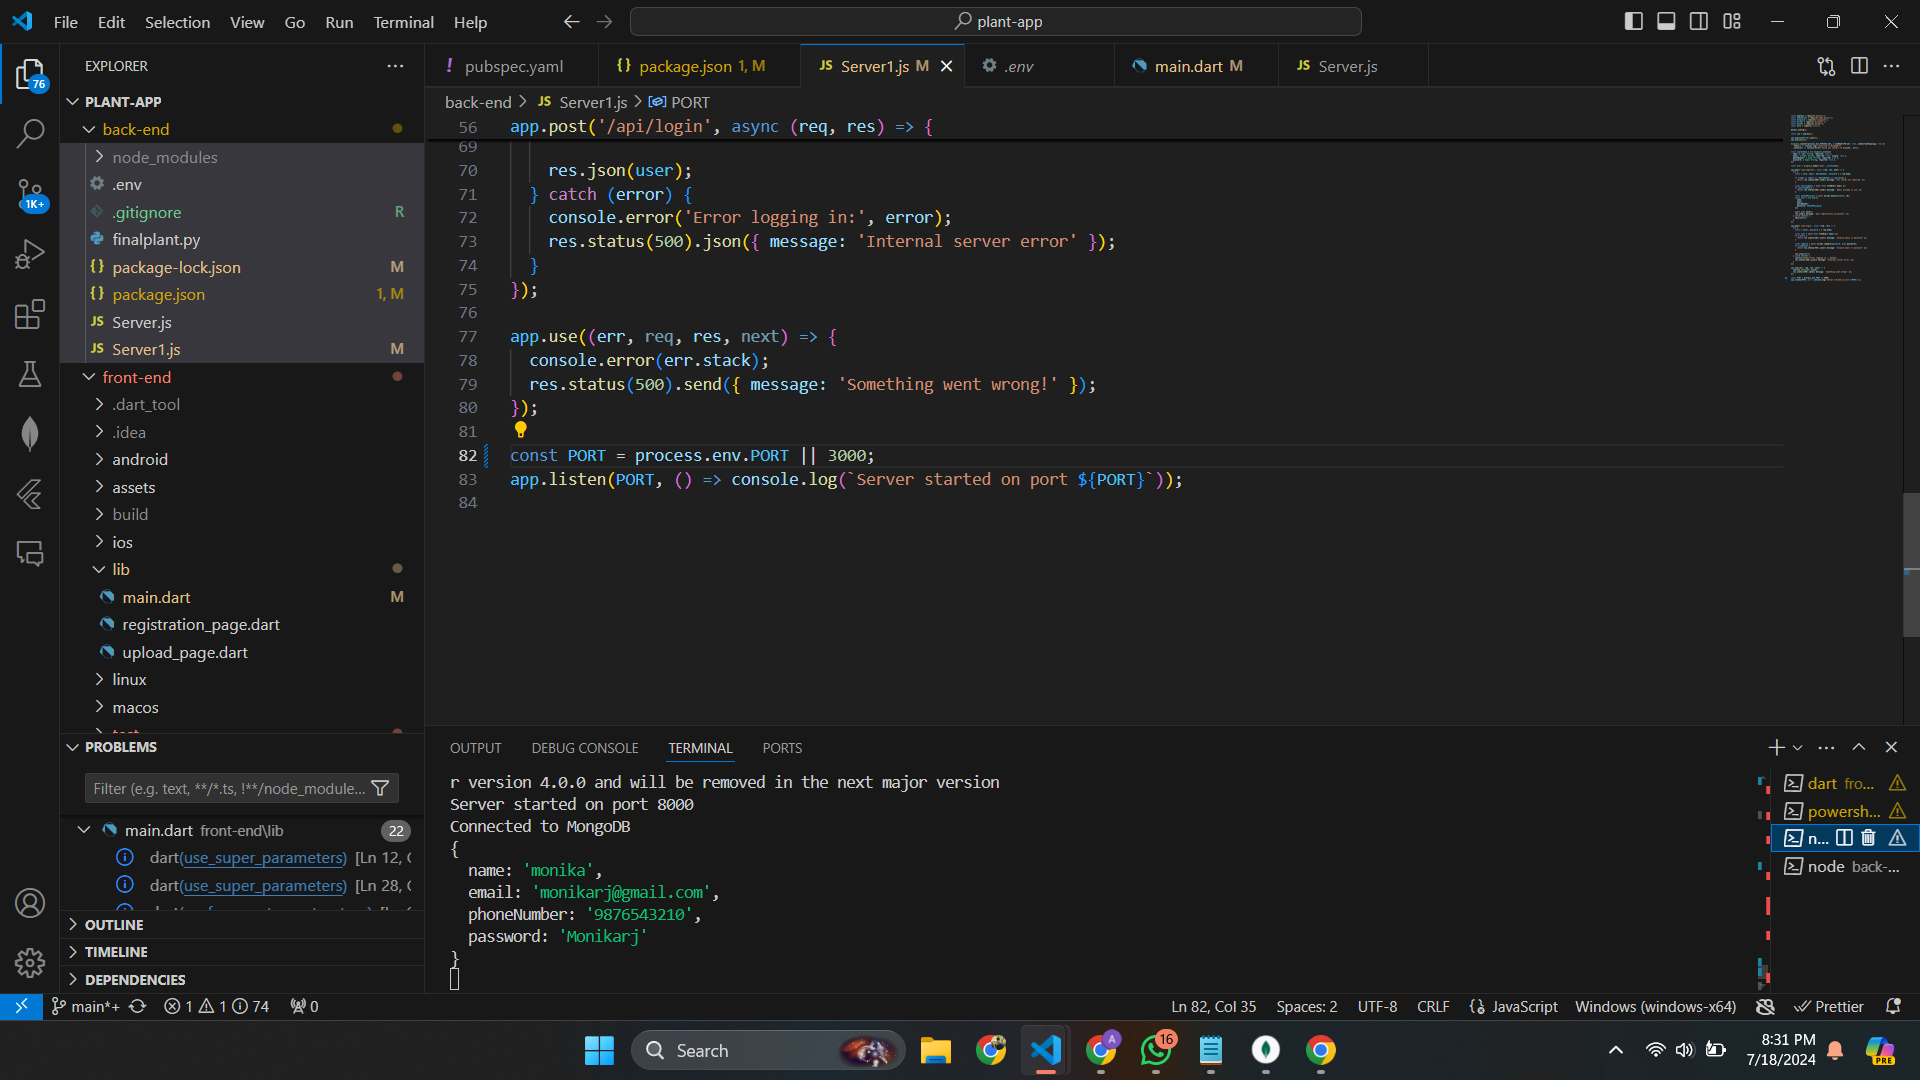 File Edit Selection View Go Run Terminal Help
plant-app
76
EXPLORER
pubspec.yaml
package.json 1, M
Server1.js M
.env
main.dart M
Server.js
back-end > JS Server1.js > PORT
PLANT-APP
back-end
node_modules
.env
.gitignore R
finalplant.py
package-lock.json M
package.json 1, M
Server.js
Server1.js M
front-end
.dart_tool
.idea
android
assets
build
ios
lib
main.dart M
registration_page.dart
upload_page.dart
linux
macos
1K+
56 app.post('/api/login', async (req, res) => {
69
70 res.json(user);
71 } catch (error) {
72 console.error('Error logging in:', error);
73 res.status(500).json({ message: 'Internal server error' });
74 }
75 });
76
77 app.use((err, req, res, next) => {
78 console.error(err.stack);
79 res.status(500).send({ message: 'Something went wrong!' });
80 });
81
82 const PORT = process.env.PORT || 3000;
83 app.listen(PORT, () => console.log(`Server started on port ${PORT}`));
84
PROBLEMS
Filter (e.g. text, **/*.ts, !**/node_module...
main.dart front-end\lib 22
dart(use_super_parameters) [Ln 12,
dart(use_super_parameters) [Ln 28,
OUTLINE
TIMELINE
DEPENDENCIES
OUTPUT DEBUG CONSOLE TERMINAL PORTS
r version 4.0.0 and will be removed in the next major version
Server started on port 8000
Connected to MongoDB
{
name: 'monika',
email: 'monikarj@gmail.com',
phoneNumber: '9876543210',
password: 'Monikarj'
}
dart fro...
powersh...
n...
node back-...
main*+ 1 1 74 0
Ln 82, Col 35 Spaces: 2 UTF-8 CRLF JavaScript Windows (windows-x64) Prettier
Search
A
16
8:31 PM
7/18/2024
PRE